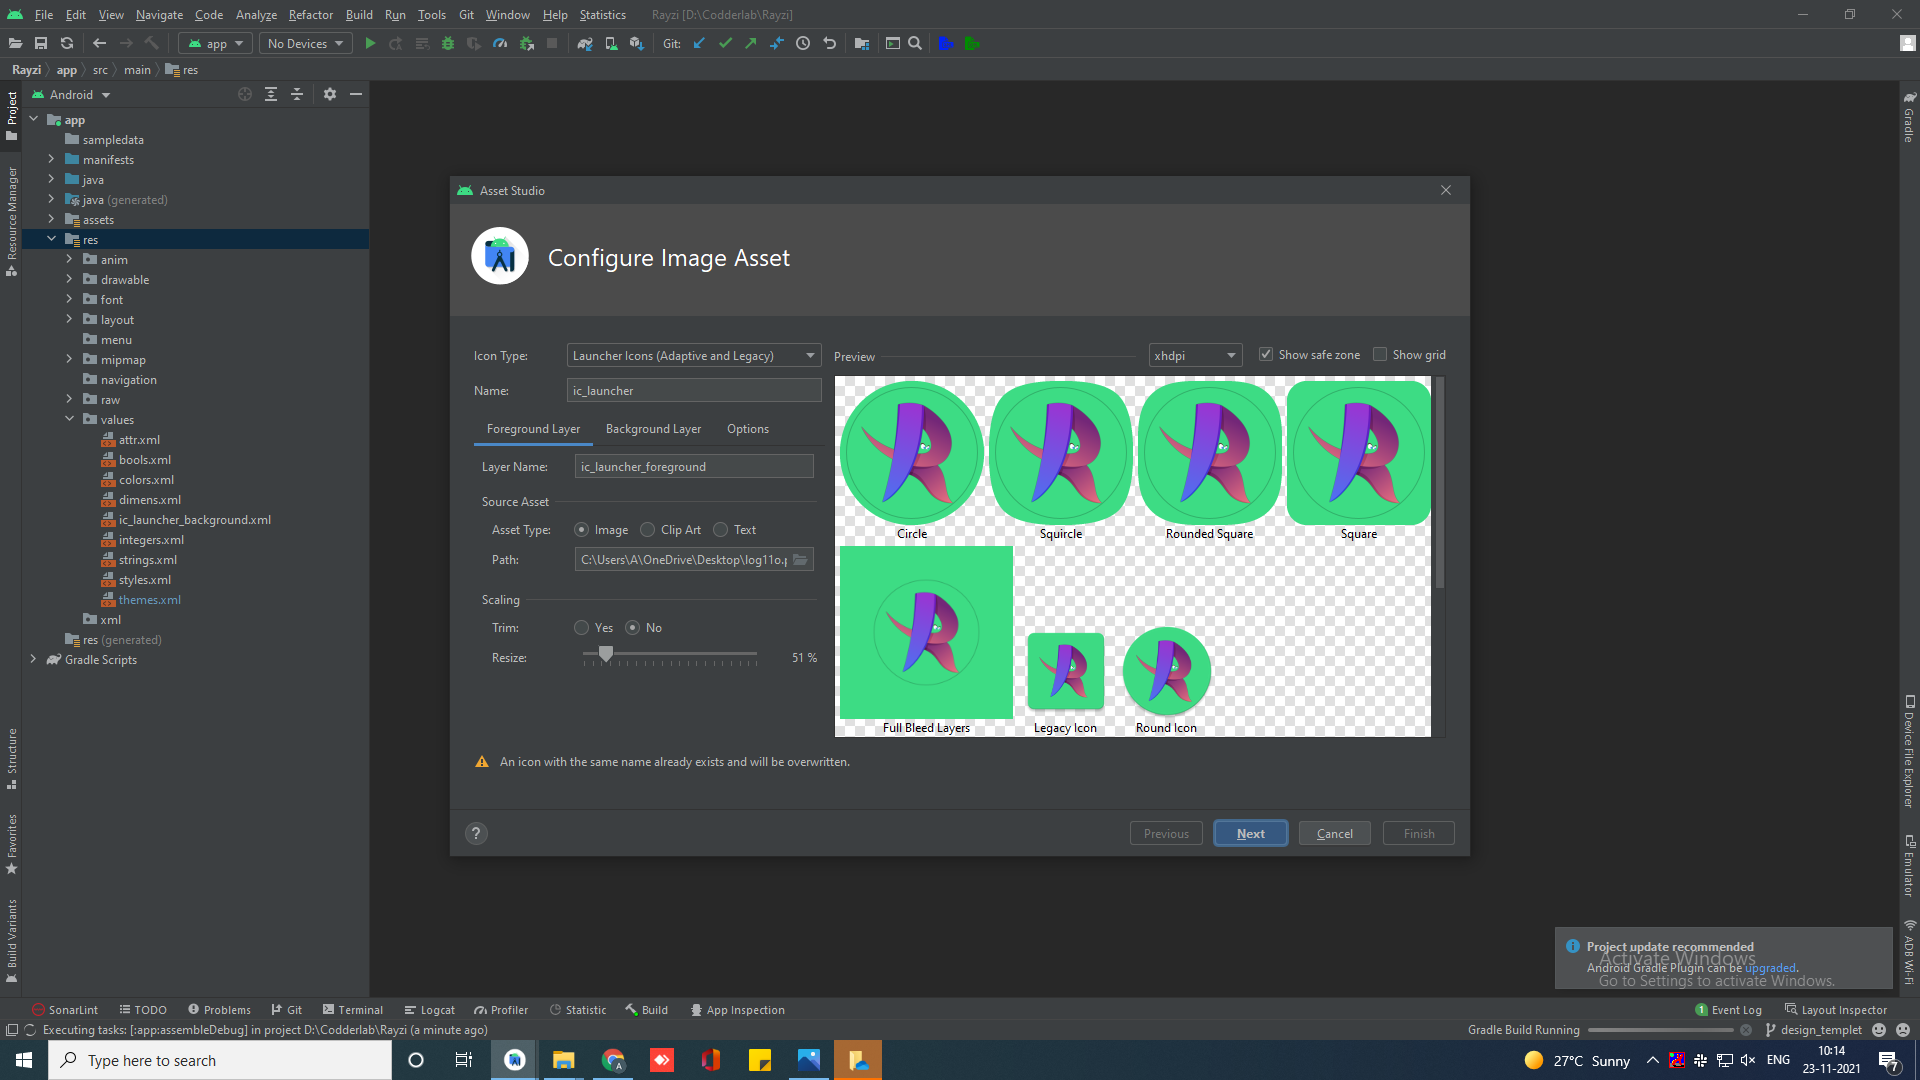 File Edit View Navigate Code Analyze Refactor Build Run Tools Git Window Help Statistics Rayzi [D:\Codderlab\Rayzi]
app No Devices Git:
Rayzi app src main res
Android
Project
Resource Manager
Structure
Favorites
Build Variants
app
sampledata
manifests
java
java (generated)
assets
res
anim
drawable
font
layout
menu
mipmap
navigation
raw
values
attr.xml
bools.xml
colors.xml
dimens.xml
ic_launcher_background.xml
integers.xml
strings.xml
styles.xml
themes.xml
xml
res (generated)
Gradle Scripts
Asset Studio
Configure Image Asset
Icon Type: Launcher Icons (Adaptive and Legacy)
Name: ic_launcher
Foreground Layer Background Layer Options
Layer Name: ic_launcher_foreground
Source Asset
Asset Type: Image Clip Art Text
Path: C:\Users\A\OneDrive\Desktop\log11o.p
Scaling
Trim: Yes No
Resize: 51 %
Preview xhdpi Show safe zone Show grid
Circle Squircle Rounded Square Square
Full Bleed Layers Legacy Icon Round Icon
An icon with the same name already exists and will be overwritten.
? Previous Next Cancel Finish
Gradle
Device File Explorer
Emulator
ADB Wi-Fi
Project update recommended
Android Gradle Plugin can be upgraded.
Activate Windows
Go to Settings to activate Windows.
SonarLint TODO Problems Git Terminal Logcat Profiler Statistic Build App Inspection 1 Event Log Layout Inspector
Executing tasks: [:app:assembleDebug] in project D:\Codderlab\Rayzi (a minute ago) Gradle Build Running design_templet
Type here to search A 27°C Sunny ENG 10:14
23-11-2021 7